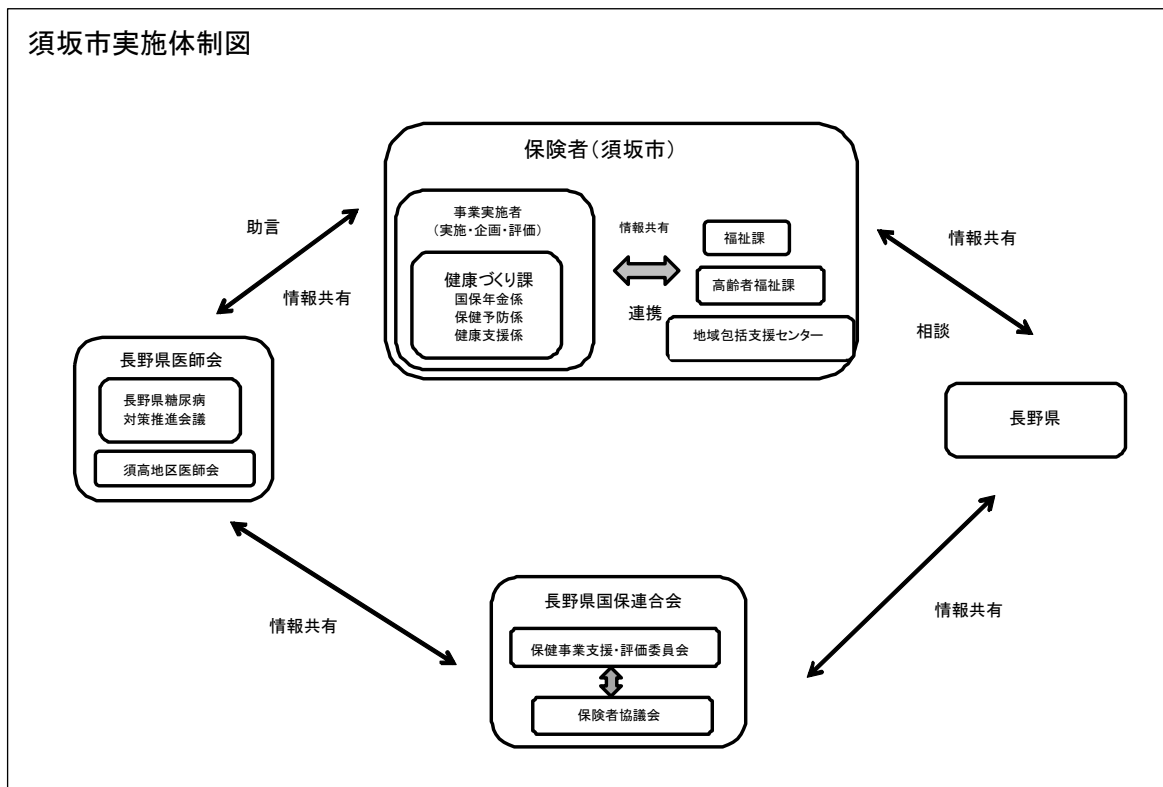 須坂市実施体制図
保険者(須坂市)
事業実施者
(実施・企画・評価)
健康づくり課
国保年金係
保健予防係
健康支援係
情報共有
連携
福祉課
高齢者福祉課
地域包括支援センター
助言
情報共有
情報共有
相談
長野県医師会
長野県糖尿病
対策推進会議
須高地区医師会
長野県
長野県国保連合会
保健事業支援・評価委員会
保険者協議会
情報共有
情報共有